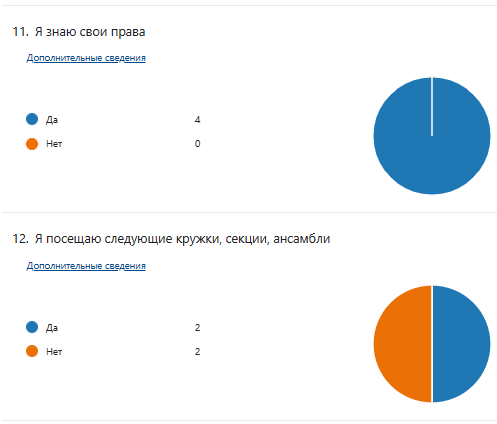 11. Я знаю свои права
Дополнительные сведения
Да 4
Нет 0
12. Я посещаю следующие кружки, секции, ансамбли
Дополнительные сведения
Да 2
Нет 2